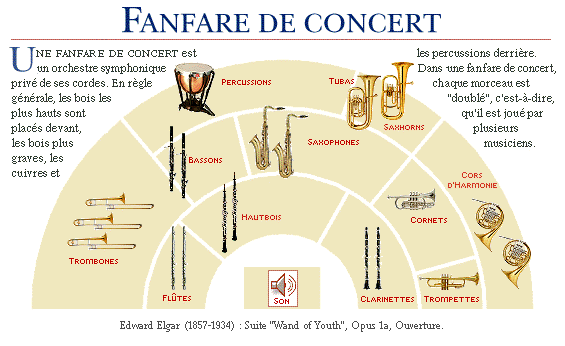 FANFARE DE CONCERT
UNE FANFARE DE CONCERT est
un orchestre symphonique
privé de ses cordes. En règle
générale, les bois les
plus hauts sont
placés devant,
les bois plus
graves, les
cuivres et
les percussions derrière.
Dans une fanfare de concert,
chaque morceau est
"doublé", c'est-à-dire,
qu'il est joué par
plusieurs
musiciens.
PERCUSSIONS
TUBAS
SAXHORNS
SAXOPHONES
BASSONS
CORS
D'HARMONIE
HAUTBOIS
CORNETS
TROMBONES
FLÛTES
SON
CLARINETTES
TROMPETTES
Edward Elgar (1857-1934) : Suite "Wand of Youth", Opus 1a, Ouverture.